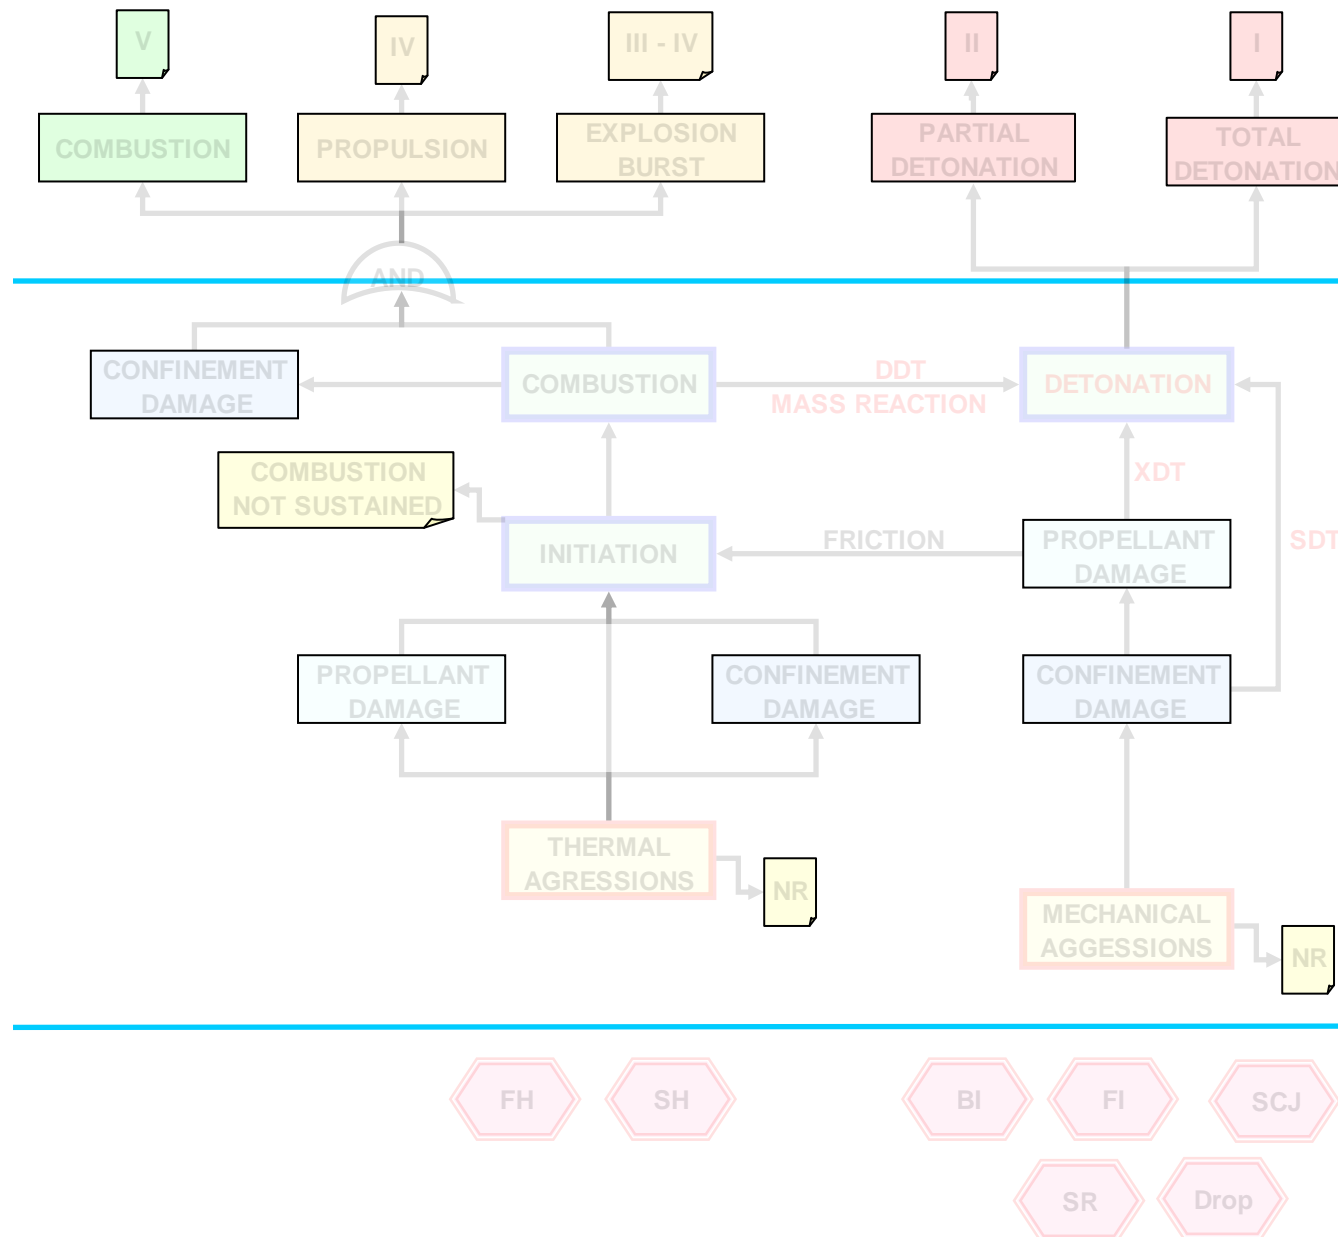 V
IV
III - IV
II
I
COMBUSTION
PROPULSION
EXPLOSION
BURST
PARTIAL
DETONATION
TOTAL
DETONATION
AND
CONFINEMENT
DAMAGE
COMBUSTION
DDT
MASS REACTION
DETONATION
COMBUSTION
NOT SUSTAINED
XDT
INITIATION
FRICTION
PROPELLANT
DAMAGE
SDT
PROPELLANT
DAMAGE
CONFINEMENT
DAMAGE
CONFINEMENT
DAMAGE
THERMAL
AGRESSIONS
NR
MECHANICAL
AGGESSIONS
NR
FH
SH
BI
FI
SCJ
SR
Drop